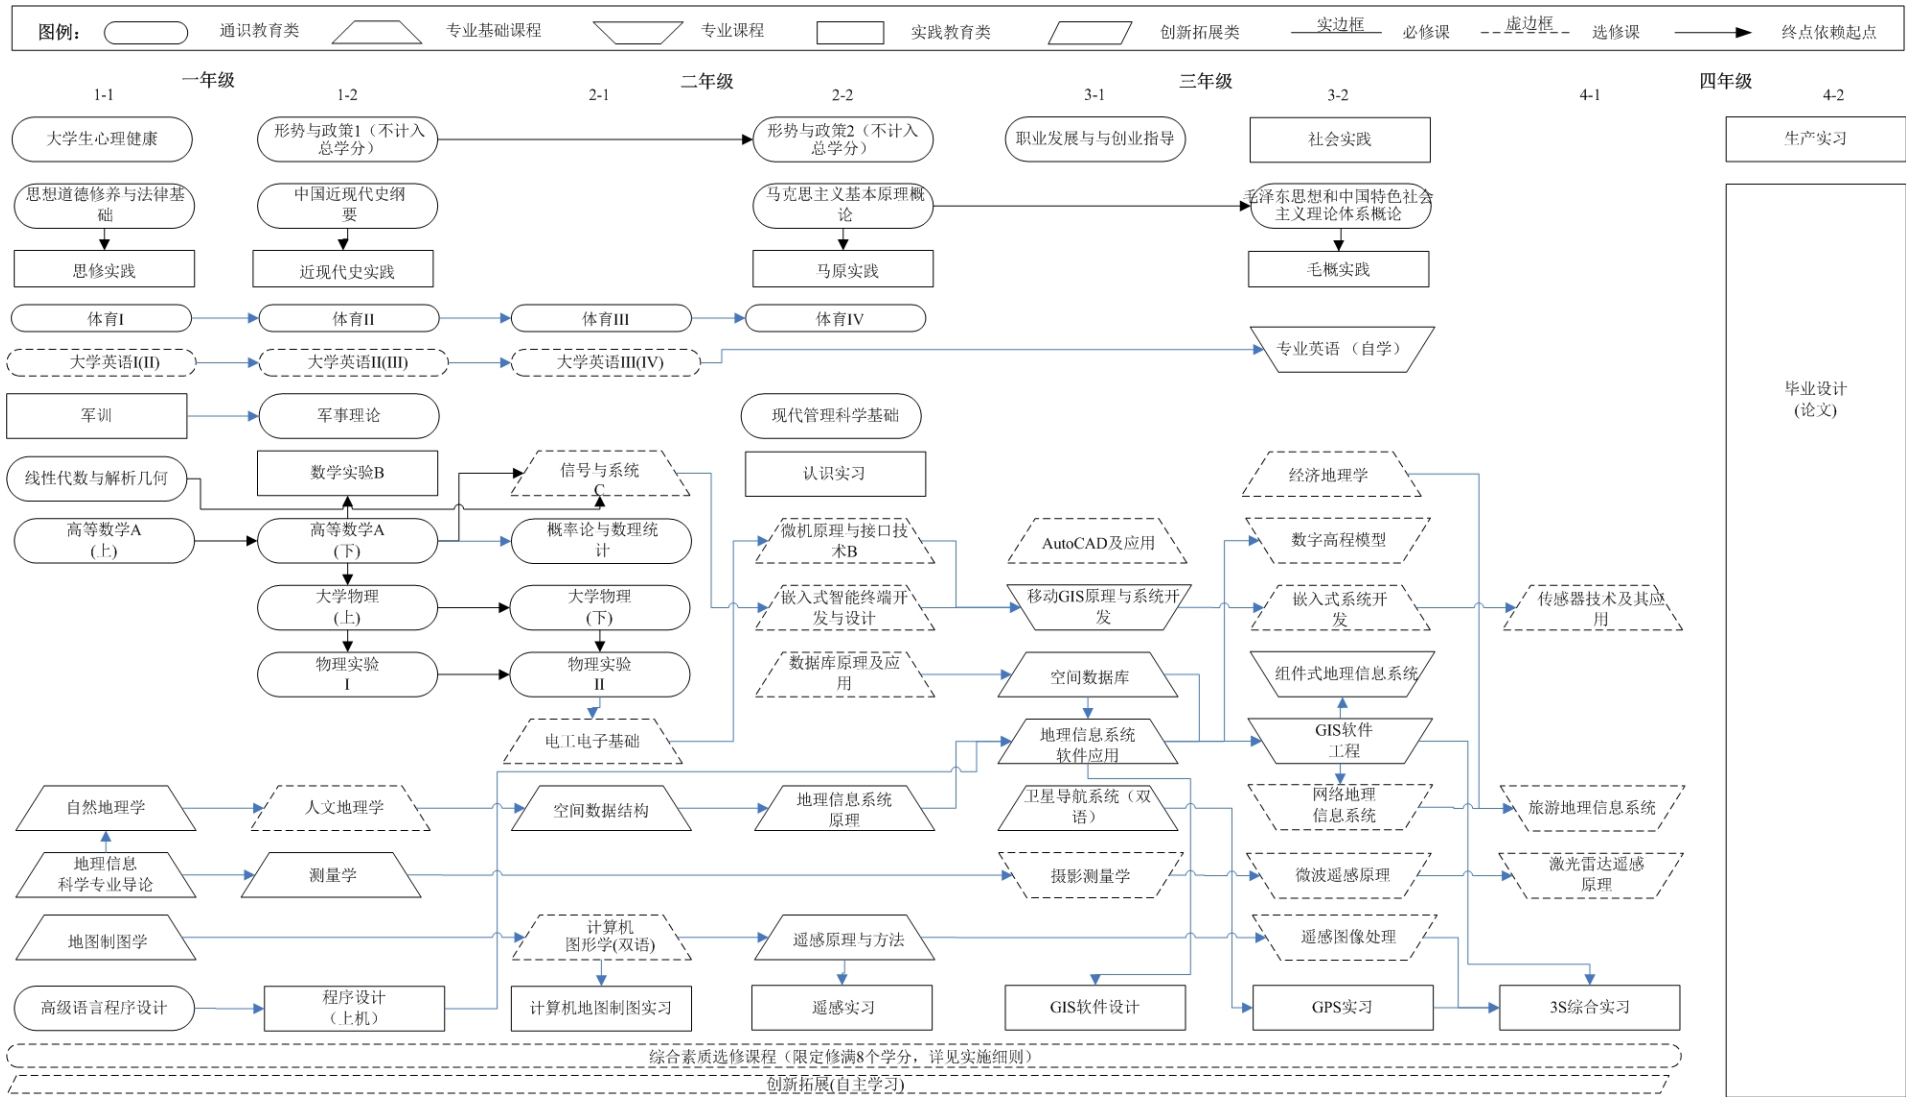 图例：
通识教育类
专业基础课程
专业课程
实践教育类
创新拓展类
实边框
必修课
虚边框
选修课
终点依赖起点
一年级
二年级
三年级
四年级
1-1
1-2
2-1
2-2
3-1
3-2
4-1
4-2
大学生心理健康
形势与政策1（不计入
总学分）
形势与政策2（不计入
总学分）
职业发展与与创业指导
社会实践
生产实习
思想道德修养与法律基
础
中国近现代史纲
要
马克思主义基本原理概
论
毛泽东思想和中国特色社会
主义理论体系概论
思修实践
近现代史实践
马原实践
毛概实践
体育I
体育II
体育III
体育IV
大学英语I(II)
大学英语II(III)
大学英语III(IV)
专业英语 （自学）
毕业设计
(论文)
军训
军事理论
现代管理科学基础
线性代数与解析几何
数学实验B
信号与系统
C
认识实习
经济地理学
高等数学A
(上)
高等数学A
(下)
概率论与数理统
计
微机原理与接口技
术B
AutoCAD及应用
数字高程模型
大学物理
(上)
大学物理
(下)
嵌入式智能终端开
发与设计
移动GIS原理与系统开
发
嵌入式系统开
发
传感器技术及其应
用
物理实验
I
物理实验
II
数据库原理及应
用
空间数据库
组件式地理信息系统
电工电子基础
地理信息系统
软件应用
GIS软件
工程
自然地理学
人文地理学
空间数据结构
地理信息系统
原理
卫星导航系统（双
语）
网络地理
信息系统
旅游地理信息系统
地理信息
科学专业导论
测量学
摄影测量学
微波遥感原理
激光雷达遥感
原理
地图制图学
计算机
图形学(双语)
遥感原理与方法
遥感图像处理
高级语言程序设计
程序设计
（上机）
计算机地图制图实习
遥感实习
GIS软件设计
GPS实习
3S综合实习
综合素质选修课程（限定修满8个学分，详见实施细则）
创新拓展(自主学习)